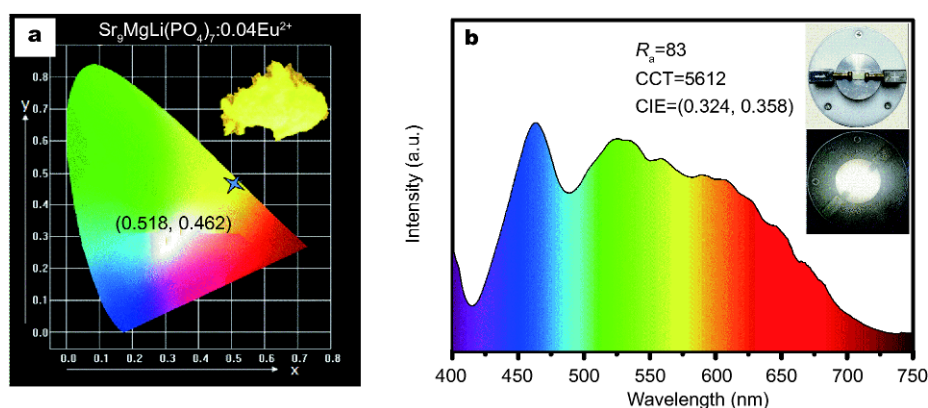 a
Sr₉MgLi(PO₄)₇:0.04Eu²⁺
0.8
0.7
0.6
0.5
0.4
0.3
0.2
0.1
0.0
y
(0.518, 0.462)
0.0 0.1 0.2 0.3 0.4 0.5 0.6 0.7 0.8
x
b
Rₐ=83
CCT=5612
CIE=(0.324, 0.358)
Intensity (a.u.)
400 450 500 550 600 650 700 750
Wavelength (nm)